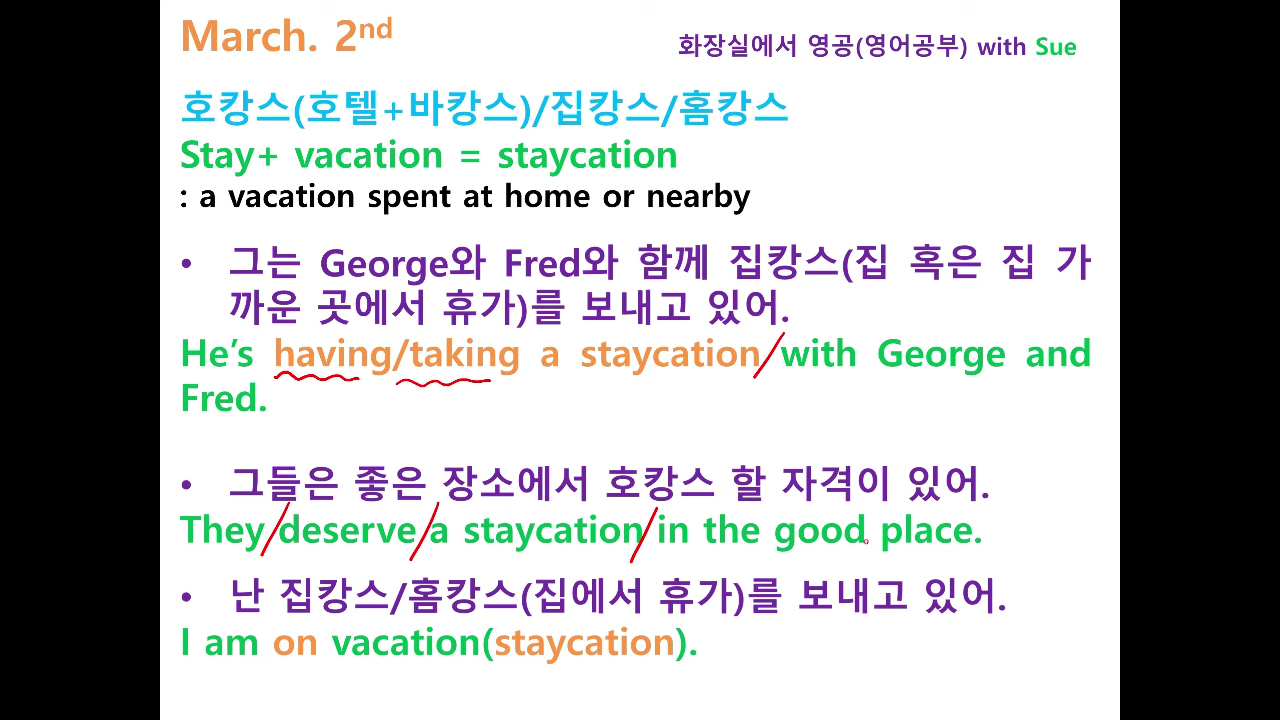 March. 2nd
화장실에서 영공(영어공부) with Sue
호캉스(호텔+바캉스)/집캉스/홈캉스
Stay+ vacation = staycation
: a vacation spent at home or nearby
• 그는 George와 Fred와 함께 집캉스(집 혹은 집 가
까운 곳에서 휴가)를 보내고 있어.
He’s having/taking a staycation with George and
Fred.
• 그들은 좋은 장소에서 호캉스 할 자격이 있어.
They deserve a staycation in the good place.
• 난 집캉스/홈캉스(집에서 휴가)를 보내고 있어.
I am on vacation(staycation).